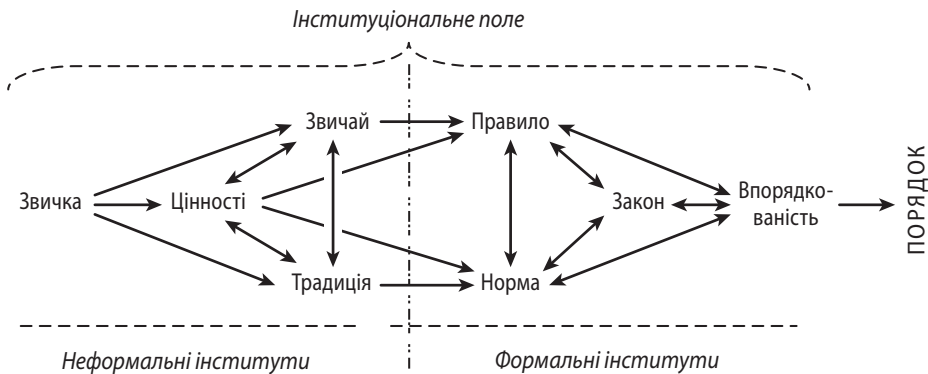 Інституціональне поле
Звичай
Правило
Звичка
Цінності
Закон
Впорядко-
ваність
ПОРЯДОК
Традиція
Норма
Неформальні інститути
Формальні інститути